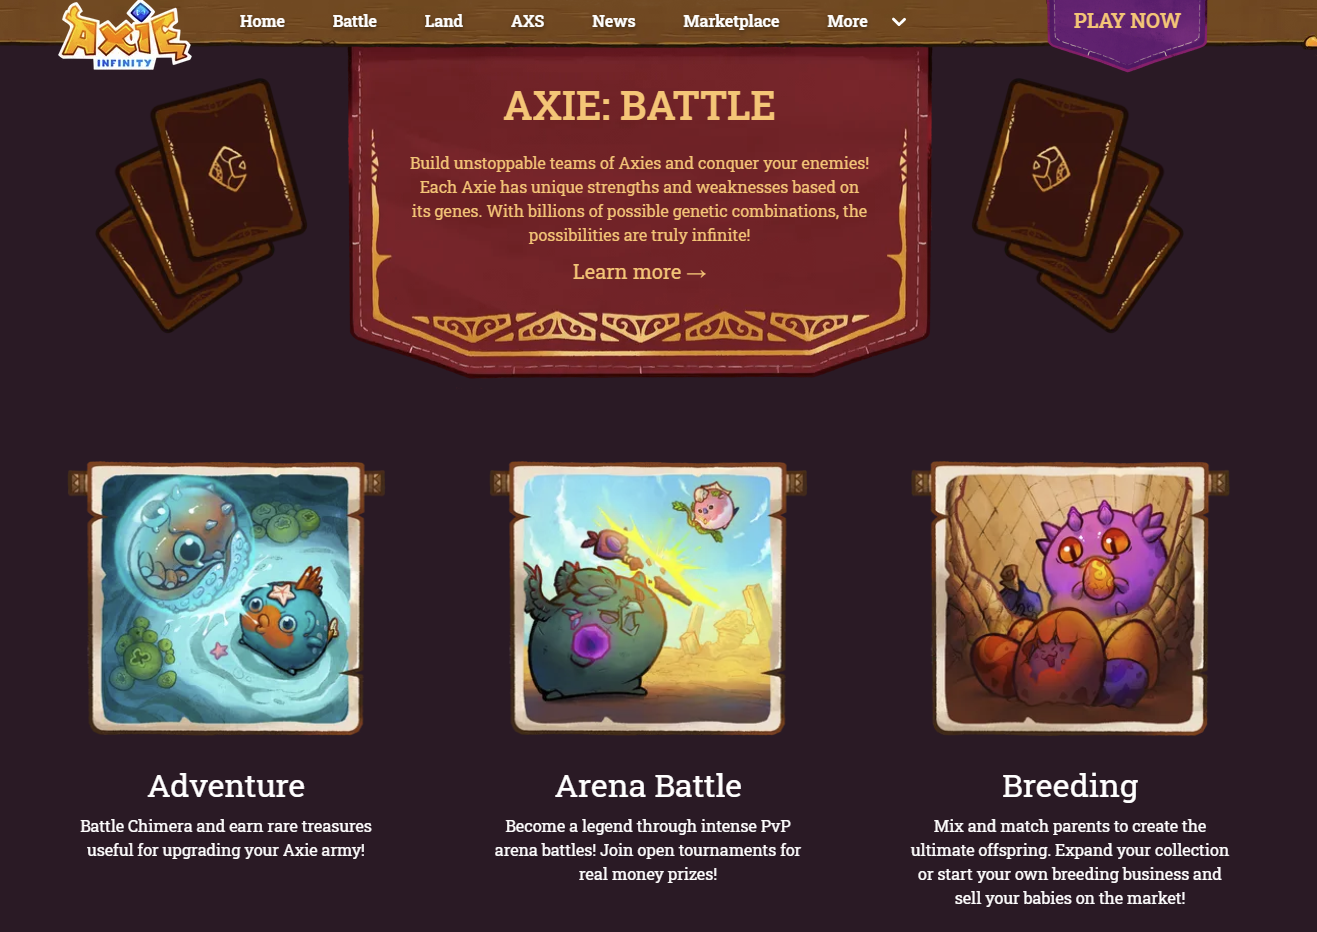 AXIE
INFINITY
Home Battle Land AXS News Marketplace More
PLAY NOW
AXIE: BATTLE
Build unstoppable teams of Axies and conquer your enemies!
Each Axie has unique strengths and weaknesses based on
its genes. With billions of possible genetic combinations, the
possibilities are truly infinite!
Learn more →
Adventure
Battle Chimera and earn rare treasures
useful for upgrading your Axie army!
Arena Battle
Become a legend through intense PvP
arena battles! Join open tournaments for
real money prizes!
Breeding
Mix and match parents to create the
ultimate offspring. Expand your collection
or start your own breeding business and
sell your babies on the market!